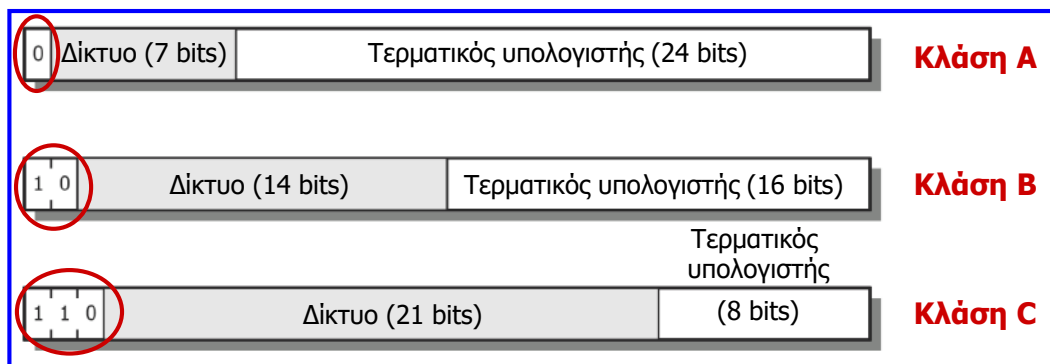 0 Δίκτυο (7 bits) Τερματικός υπολογιστής (24 bits) Κλάση A
1 0 Δίκτυο (14 bits) Τερματικός υπολογιστής (16 bits) Κλάση B
Τερματικός
υπολογιστής
1 1 0 Δίκτυο (21 bits) (8 bits) Κλάση C